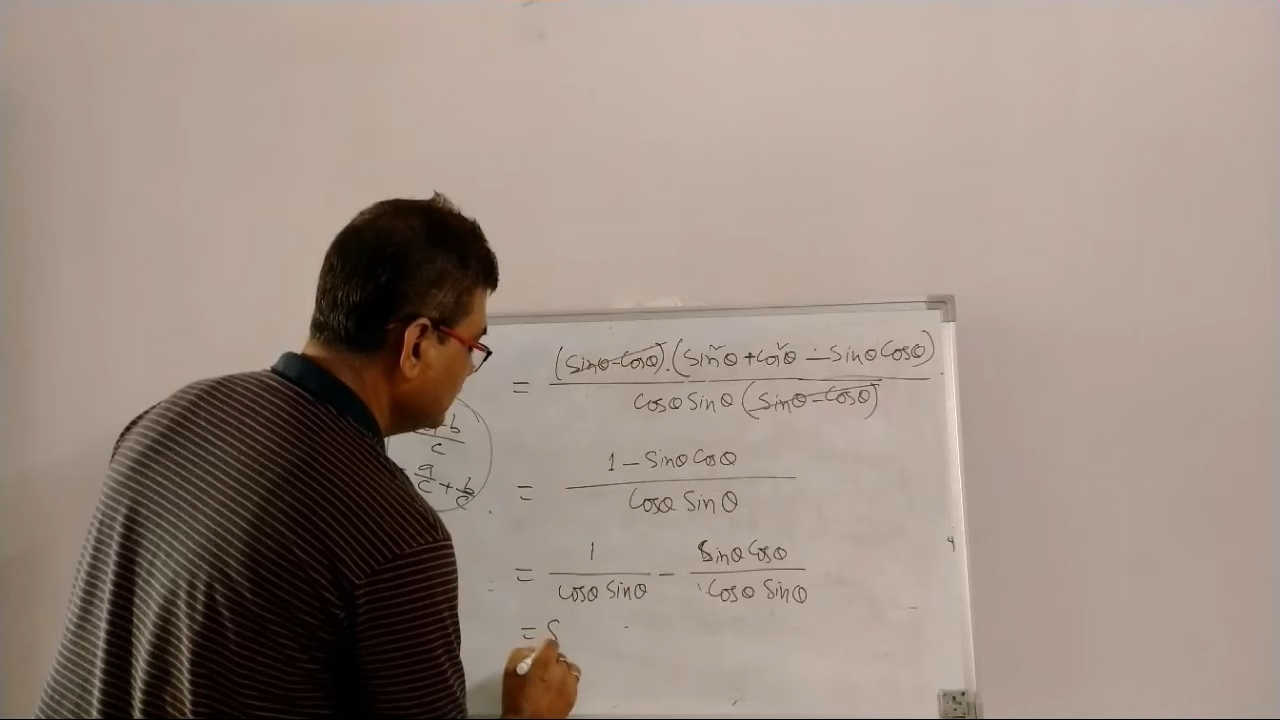 = (Sinθ-Cosθ).(Sin²θ+Cos²θ-SinθCosθ) / CosθSinθ(Sinθ-Cosθ)
= 1-SinθCosθ / CosθSinθ
= 1 / CosθSinθ - SinθCosθ / CosθSinθ
= S
b / c
a / c + b / c